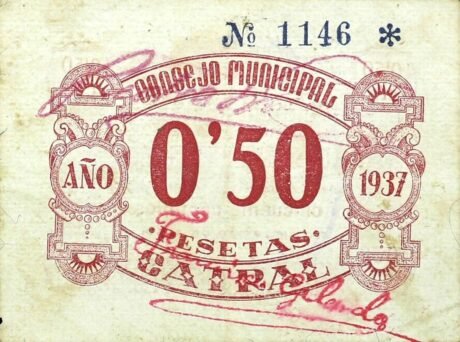 № 1146 *
CONSEJO MUNICIPAL
AÑO 0'50 1937
PESETAS
CATRAL